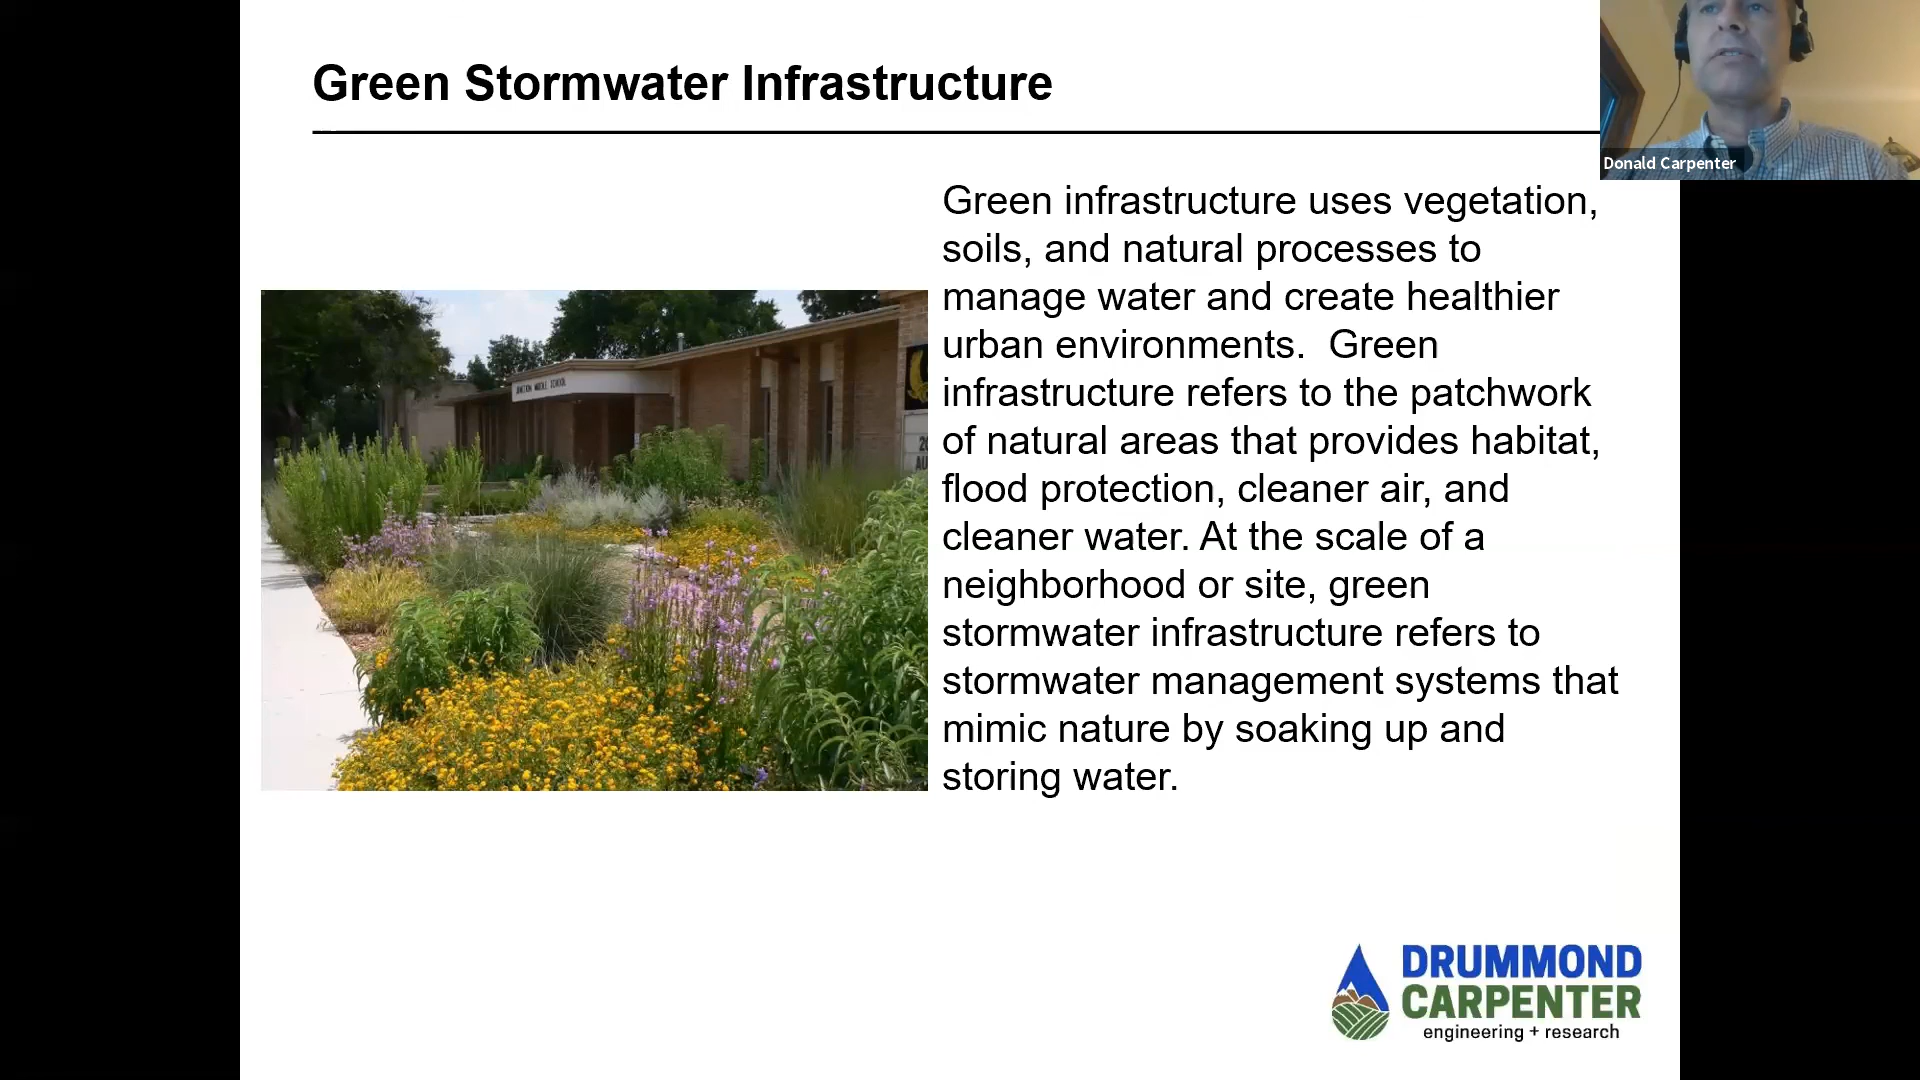 Green Stormwater Infrastructure
Donald Carpenter
Green infrastructure uses vegetation,
soils, and natural processes to
manage water and create healthier
urban environments.  Green
infrastructure refers to the patchwork
of natural areas that provides habitat,
flood protection, cleaner air, and
cleaner water. At the scale of a
neighborhood or site, green
stormwater infrastructure refers to
stormwater management systems that
mimic nature by soaking up and
storing water.
JUNCTION MIDDLE SCHOOL
DRUMMOND
CARPENTER
engineering + research